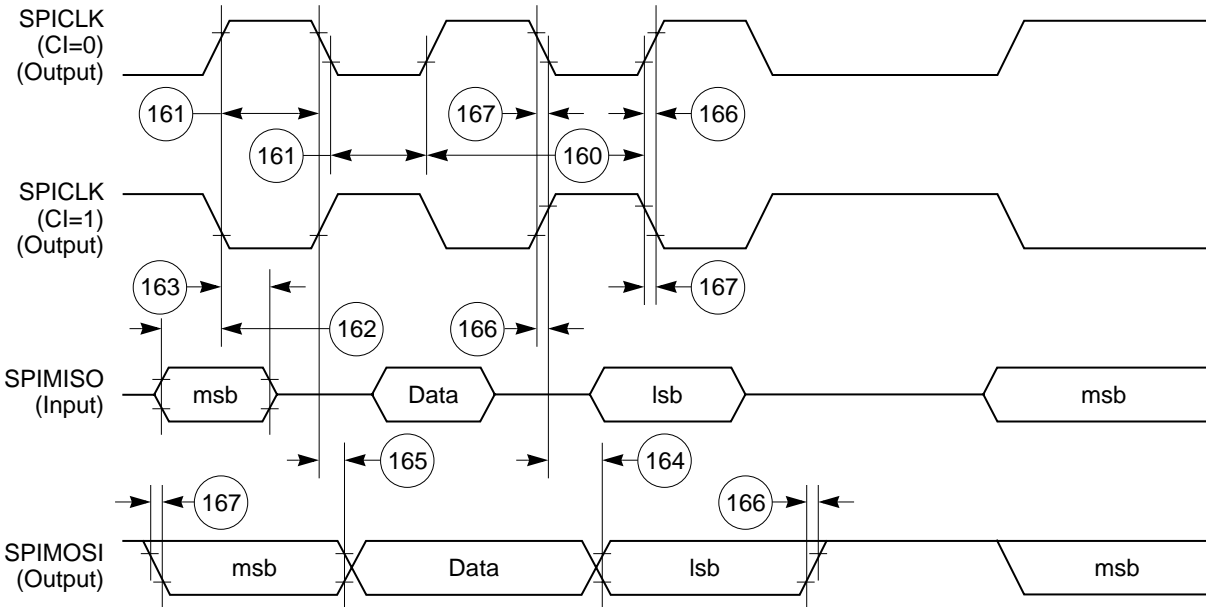 SPICLK
(CI=0)
(Output)
161
167
166
161
160
SPICLK
(CI=1)
(Output)
163
167
162
166
SPIMISO
(Input)
msb
Data
lsb
msb
165
164
167
166
SPIMOSI
(Output)
msb
Data
lsb
msb